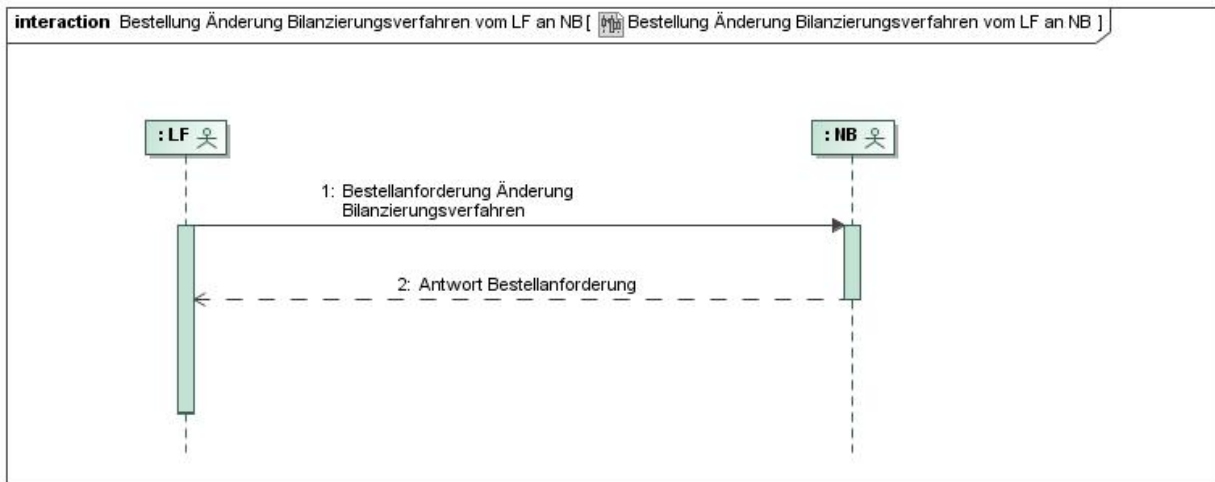 interaction Bestellung Änderung Bilanzierungsverfahren vom LF an NB [ Bestellung Änderung Bilanzierungsverfahren vom LF an NB ]
: LF
: NB
1: Bestellanforderung Änderung
Bilanzierungsverfahren
2: Antwort Bestellanforderung